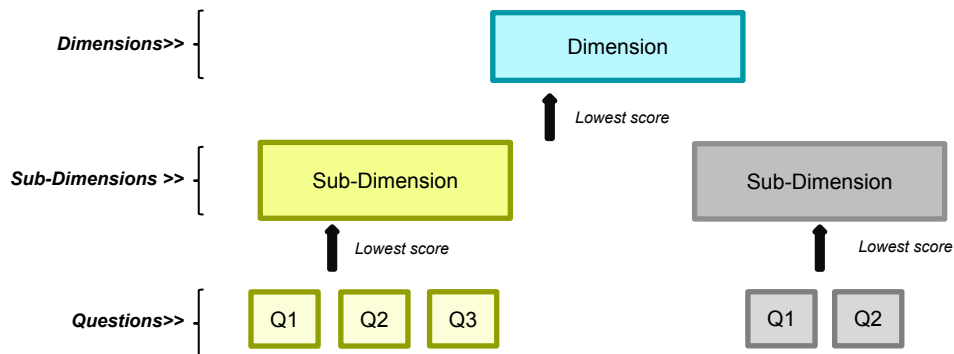 Dimensions>>
Dimension
Lowest score
Sub-Dimensions >>
Sub-Dimension
Sub-Dimension
Lowest score
Lowest score
Questions>>
Q1
Q2
Q3
Q1
Q2